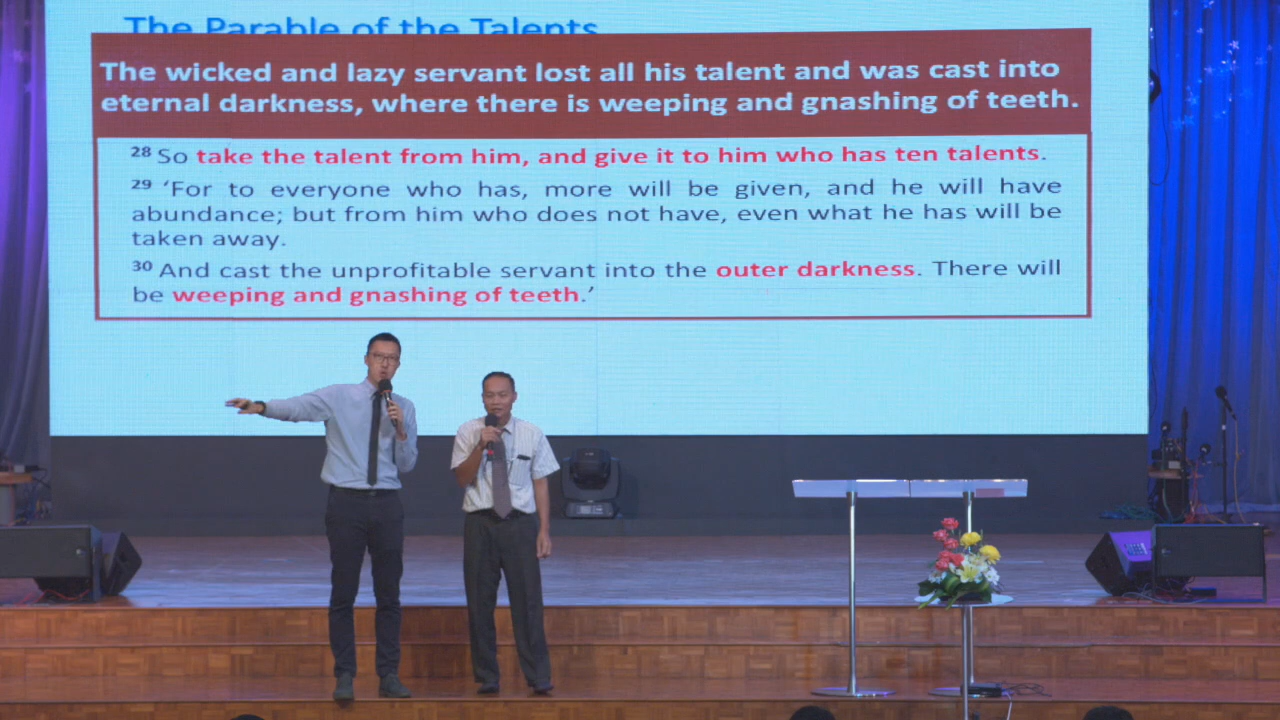 The Parable of the Talents
The wicked and lazy servant lost all his talent and was cast into
eternal darkness, where there is weeping and gnashing of teeth.
28 So take the talent from him, and give it to him who has ten talents.
29 ‘For to everyone who has, more will be given, and he will have
abundance; but from him who does not have, even what he has will be
taken away.
30 And cast the unprofitable servant into the outer darkness. There will
be weeping and gnashing of teeth.’